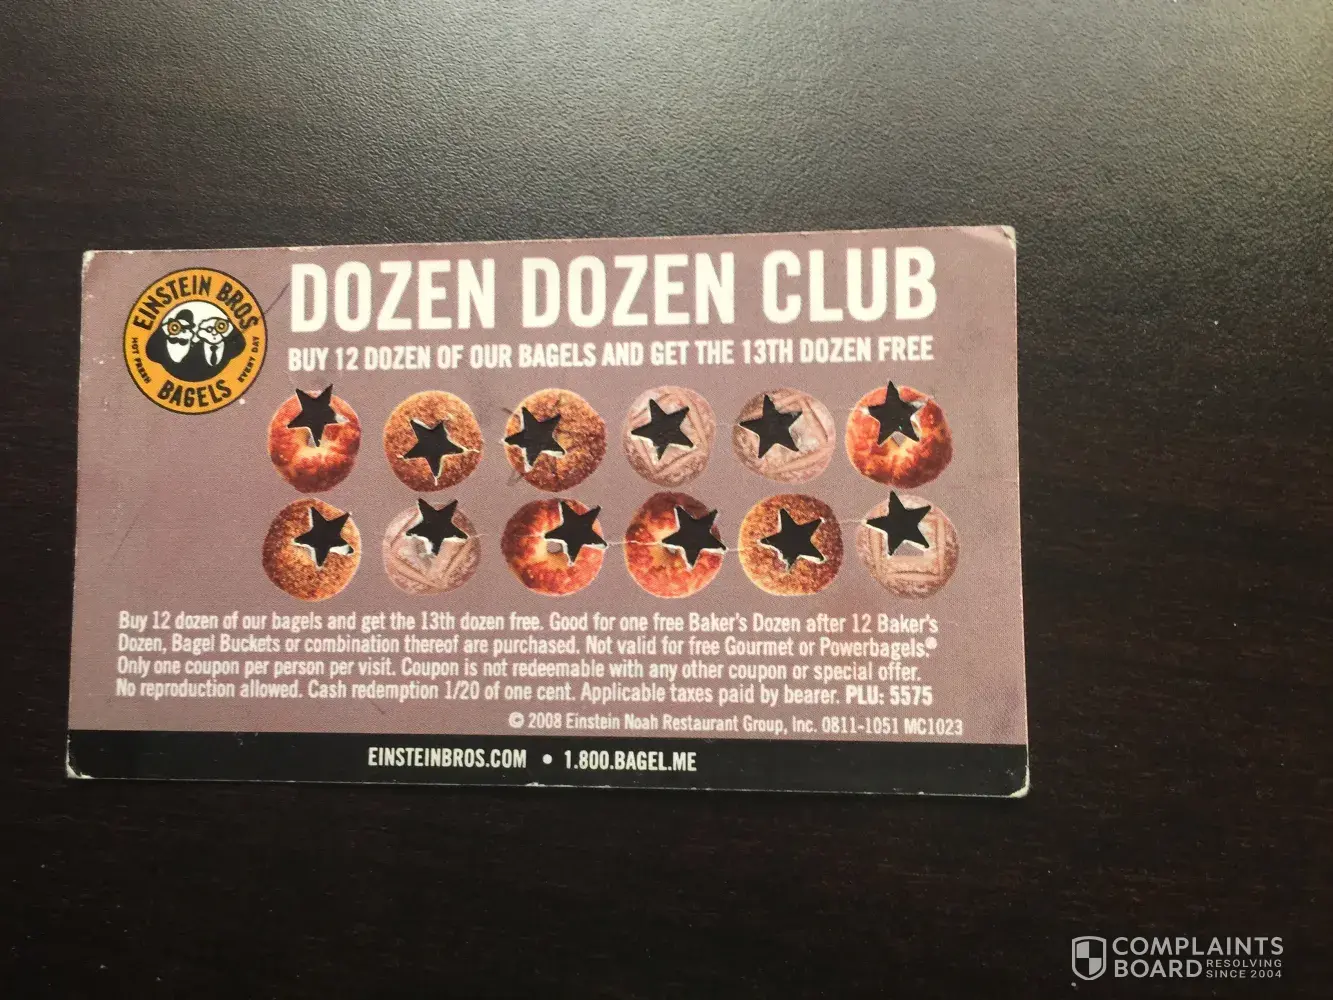 EINSTEIN BROS
HOT FRESH
EVERY DAY
BAGELS
DOZEN DOZEN CLUB
BUY 12 DOZEN OF OUR BAGELS AND GET THE 13TH DOZEN FREE
Buy 12 dozen of our bagels and get the 13th dozen free. Good for one free Baker's Dozen after 12 Baker's
Dozen, Bagel Buckets or combination thereof are purchased. Not valid for free Gourmet or Powerbagels.®
Only one coupon per person per visit. Coupon is not redeemable with any other coupon or special offer.
No reproduction allowed. Cash redemption 1/20 of one cent. Applicable taxes paid by bearer. PLU: 5575
© 2008 Einstein Noah Restaurant Group, Inc. 0811-1051 MC1023
EINSTEINBROS.COM • 1.800.BAGEL.ME
COMPLAINTS
BOARD RESOLVING
SINCE 2004